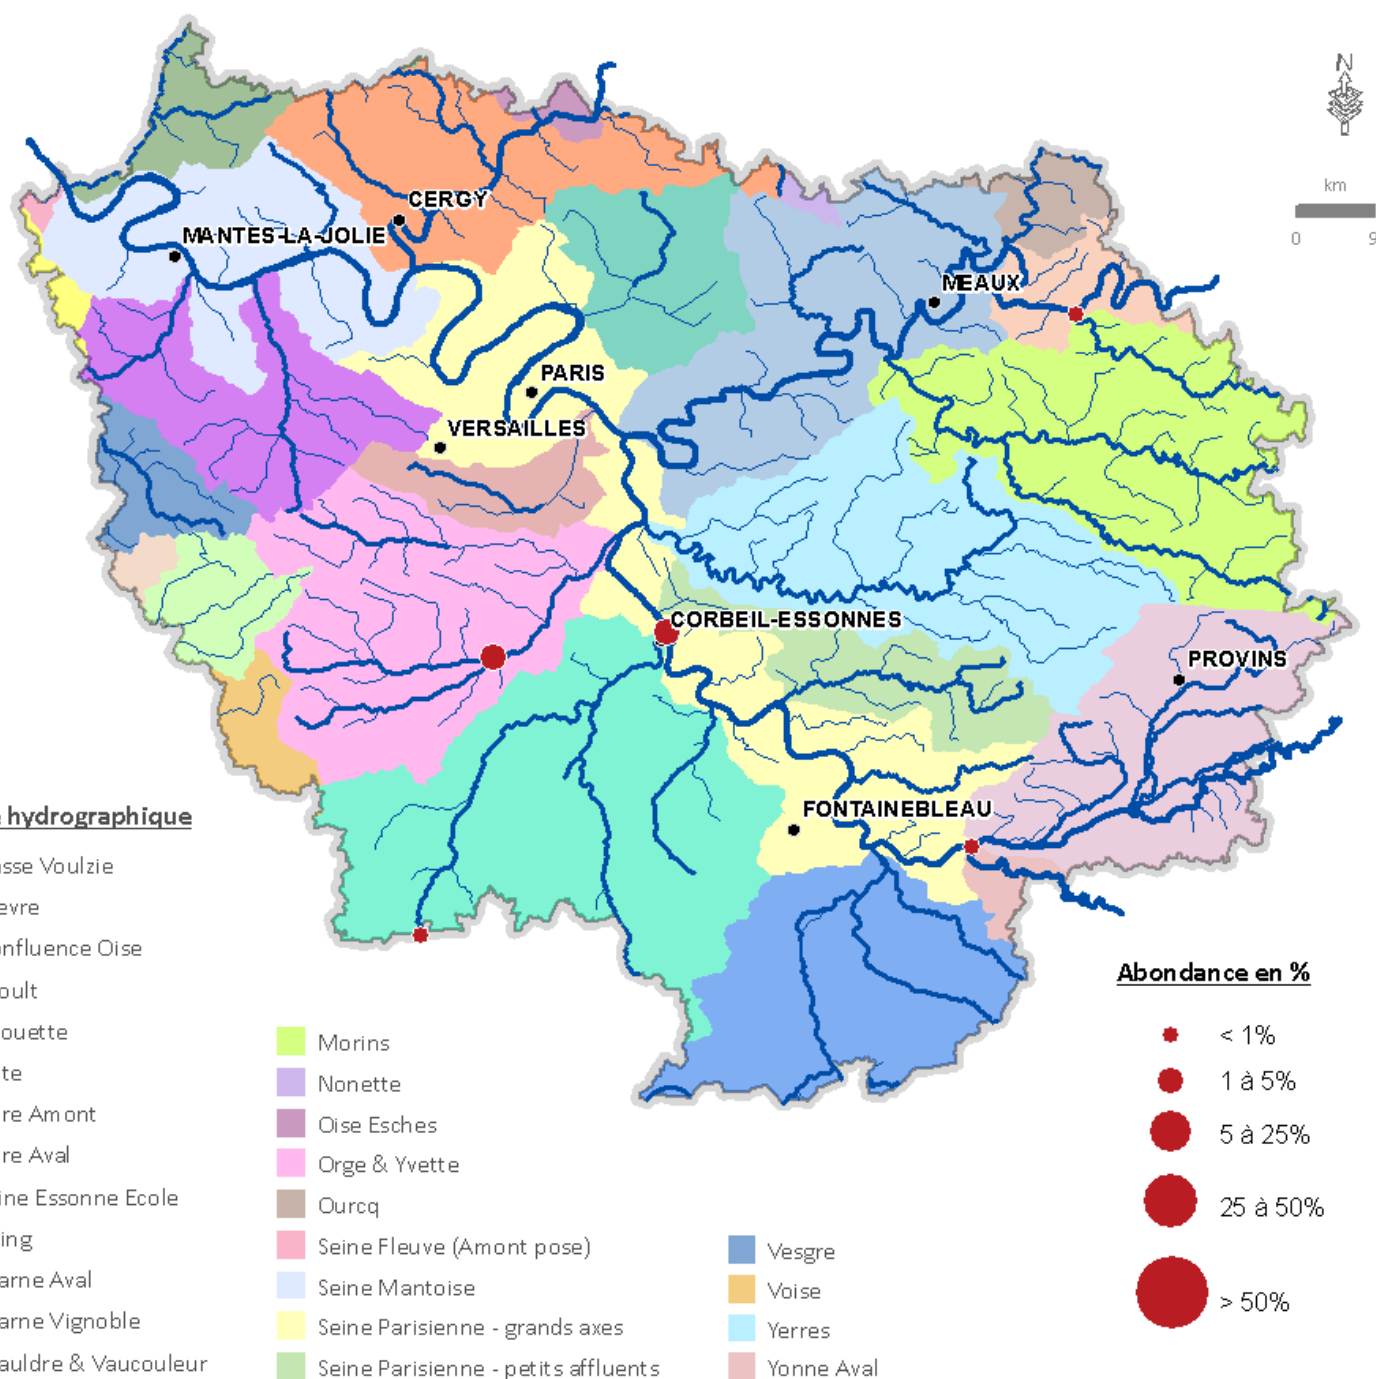 N
km
0 9
CERGY
MANTES-LA-JOLIE
MEAUX
PARIS
VERSAILLES
CORBEIL-ESSONNES
PROVINS
FONTAINEBLEAU
hydrographique
asse Voulzie
evre
onfluence Oise
oult
ouette
te
re Amont
re Aval
ine Essonne Ecole
ing
arne Aval
arne Vignoble
auldre & Vaucouleur
Morins
Nonette
Oise Esches
Orge & Yvette
Ourcq
Seine Fleuve (Amont pose)
Seine Mantoise
Seine Parisienne - grands axes
Seine Parisienne - petits affluents
Vesgre
Voise
Yerres
Yonne Aval
Abondance en %
< 1%
1 à 5%
5 à 25%
25 à 50%
> 50%